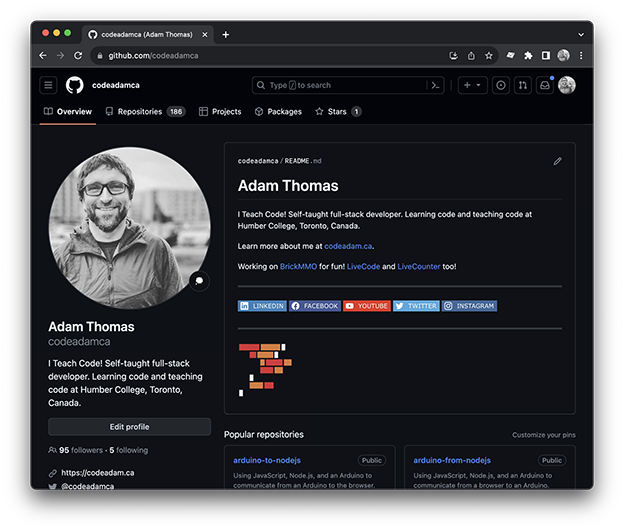 codeadamca (Adam Thomas)
github.com/codeadamca
codeadamca
Type / to search
Overview
Repositories 186
Projects
Packages
Stars 1
codeadamca / README.md
Adam Thomas
I Teach Code! Self-taught full-stack developer. Learning code and teaching code at
Humber College, Toronto, Canada.
Learn more about me at codeadam.ca.
Working on BrickMMO for fun! LiveCode and LiveCounter too!
LINKEDIN
FACEBOOK
YOUTUBE
TWITTER
INSTAGRAM
Adam Thomas
codeadamca
I Teach Code! Self-taught full-stack
developer. Learning code and teaching
code at Humber College, Toronto,
Canada.
Edit profile
95 followers · 5 following
https://codeadam.ca
@codeadamca
Popular repositories
Customize your pins
arduino-to-nodejs
Public
Using JavaScript, Node.js, and an Arduino to
communicate from an Arduino to the browser.
arduino-from-nodejs
Public
Using JavaScript, Node.js, and an Arduino to
communicate from a browser to an Arduino.